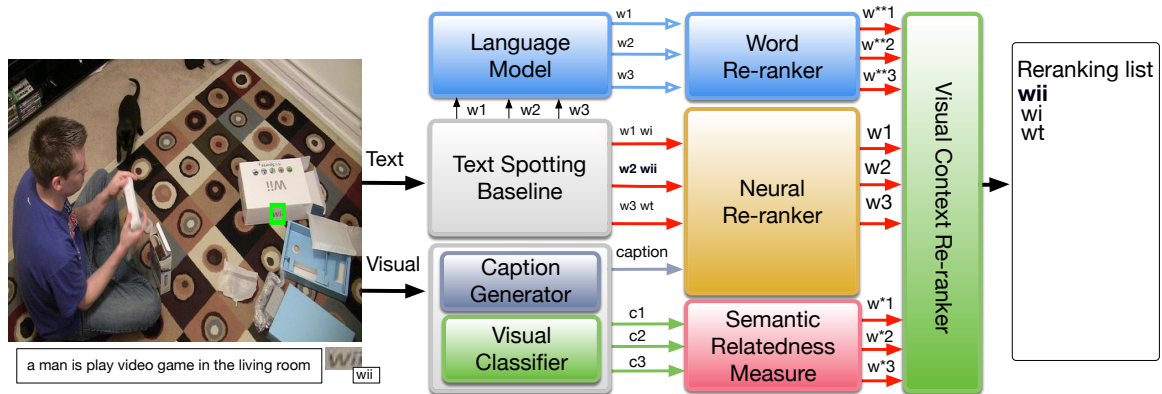 Wii
wii
a man is play video game in the living room
wii
wii
Text
Visual
Language
Model
w1
w2
w3
Word
Re-ranker
w**1
w**2
w**3
w1 w2 w3
Text Spotting
Baseline
w1 wi
w2 wii
w3 wt
Neural
Re-ranker
w1
w2
w3
Caption
Generator
caption
Visual
Classifier
c1
c2
c3
Semantic
Relatedness
Measure
w*1
w*2
w*3
Visual Context Re-ranker
Reranking list
wii
wi
wt